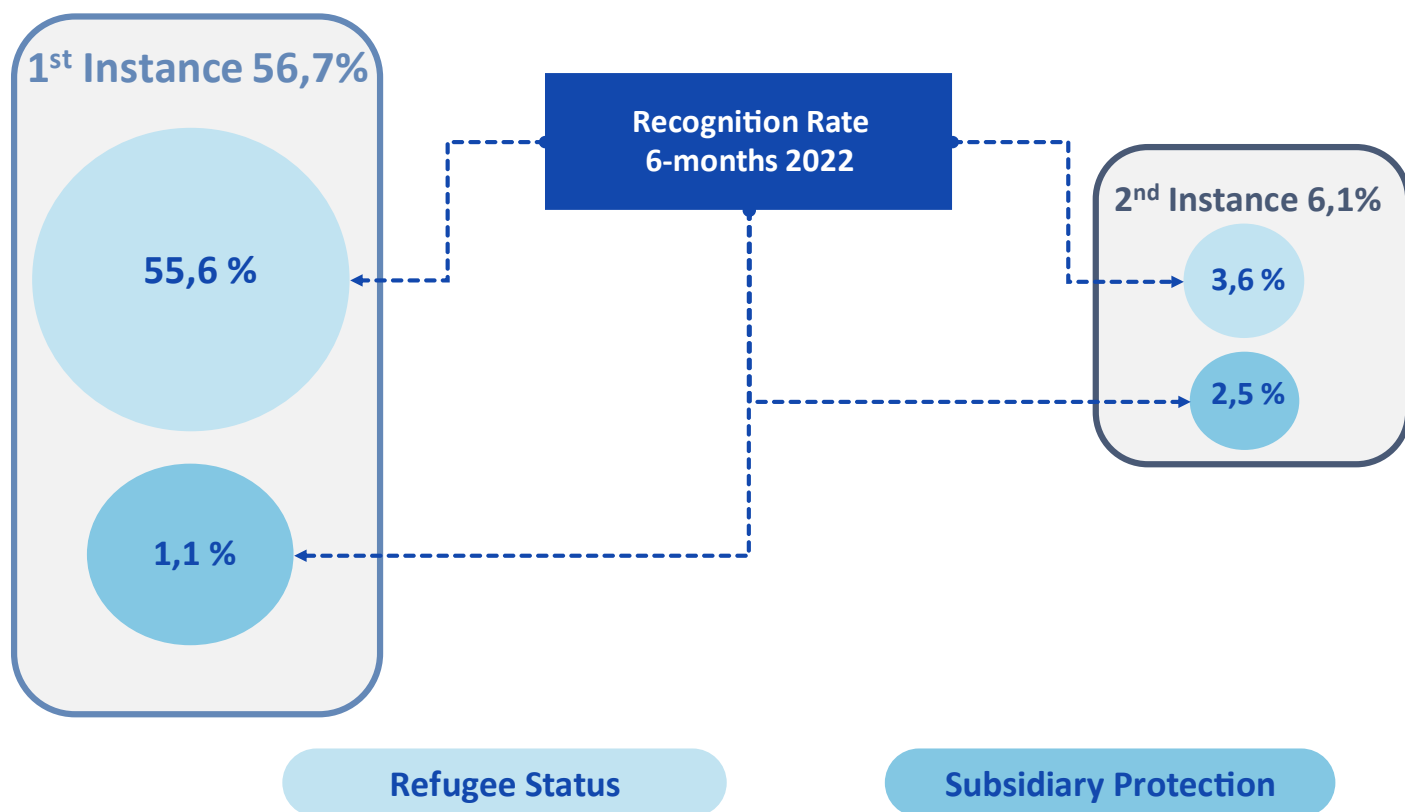 1st Instance 56,7%
Recognition Rate
6-months 2022
55,6 %
1,1 %
2nd Instance 6,1%
3,6 %
2,5 %
Refugee Status
Subsidiary Protection